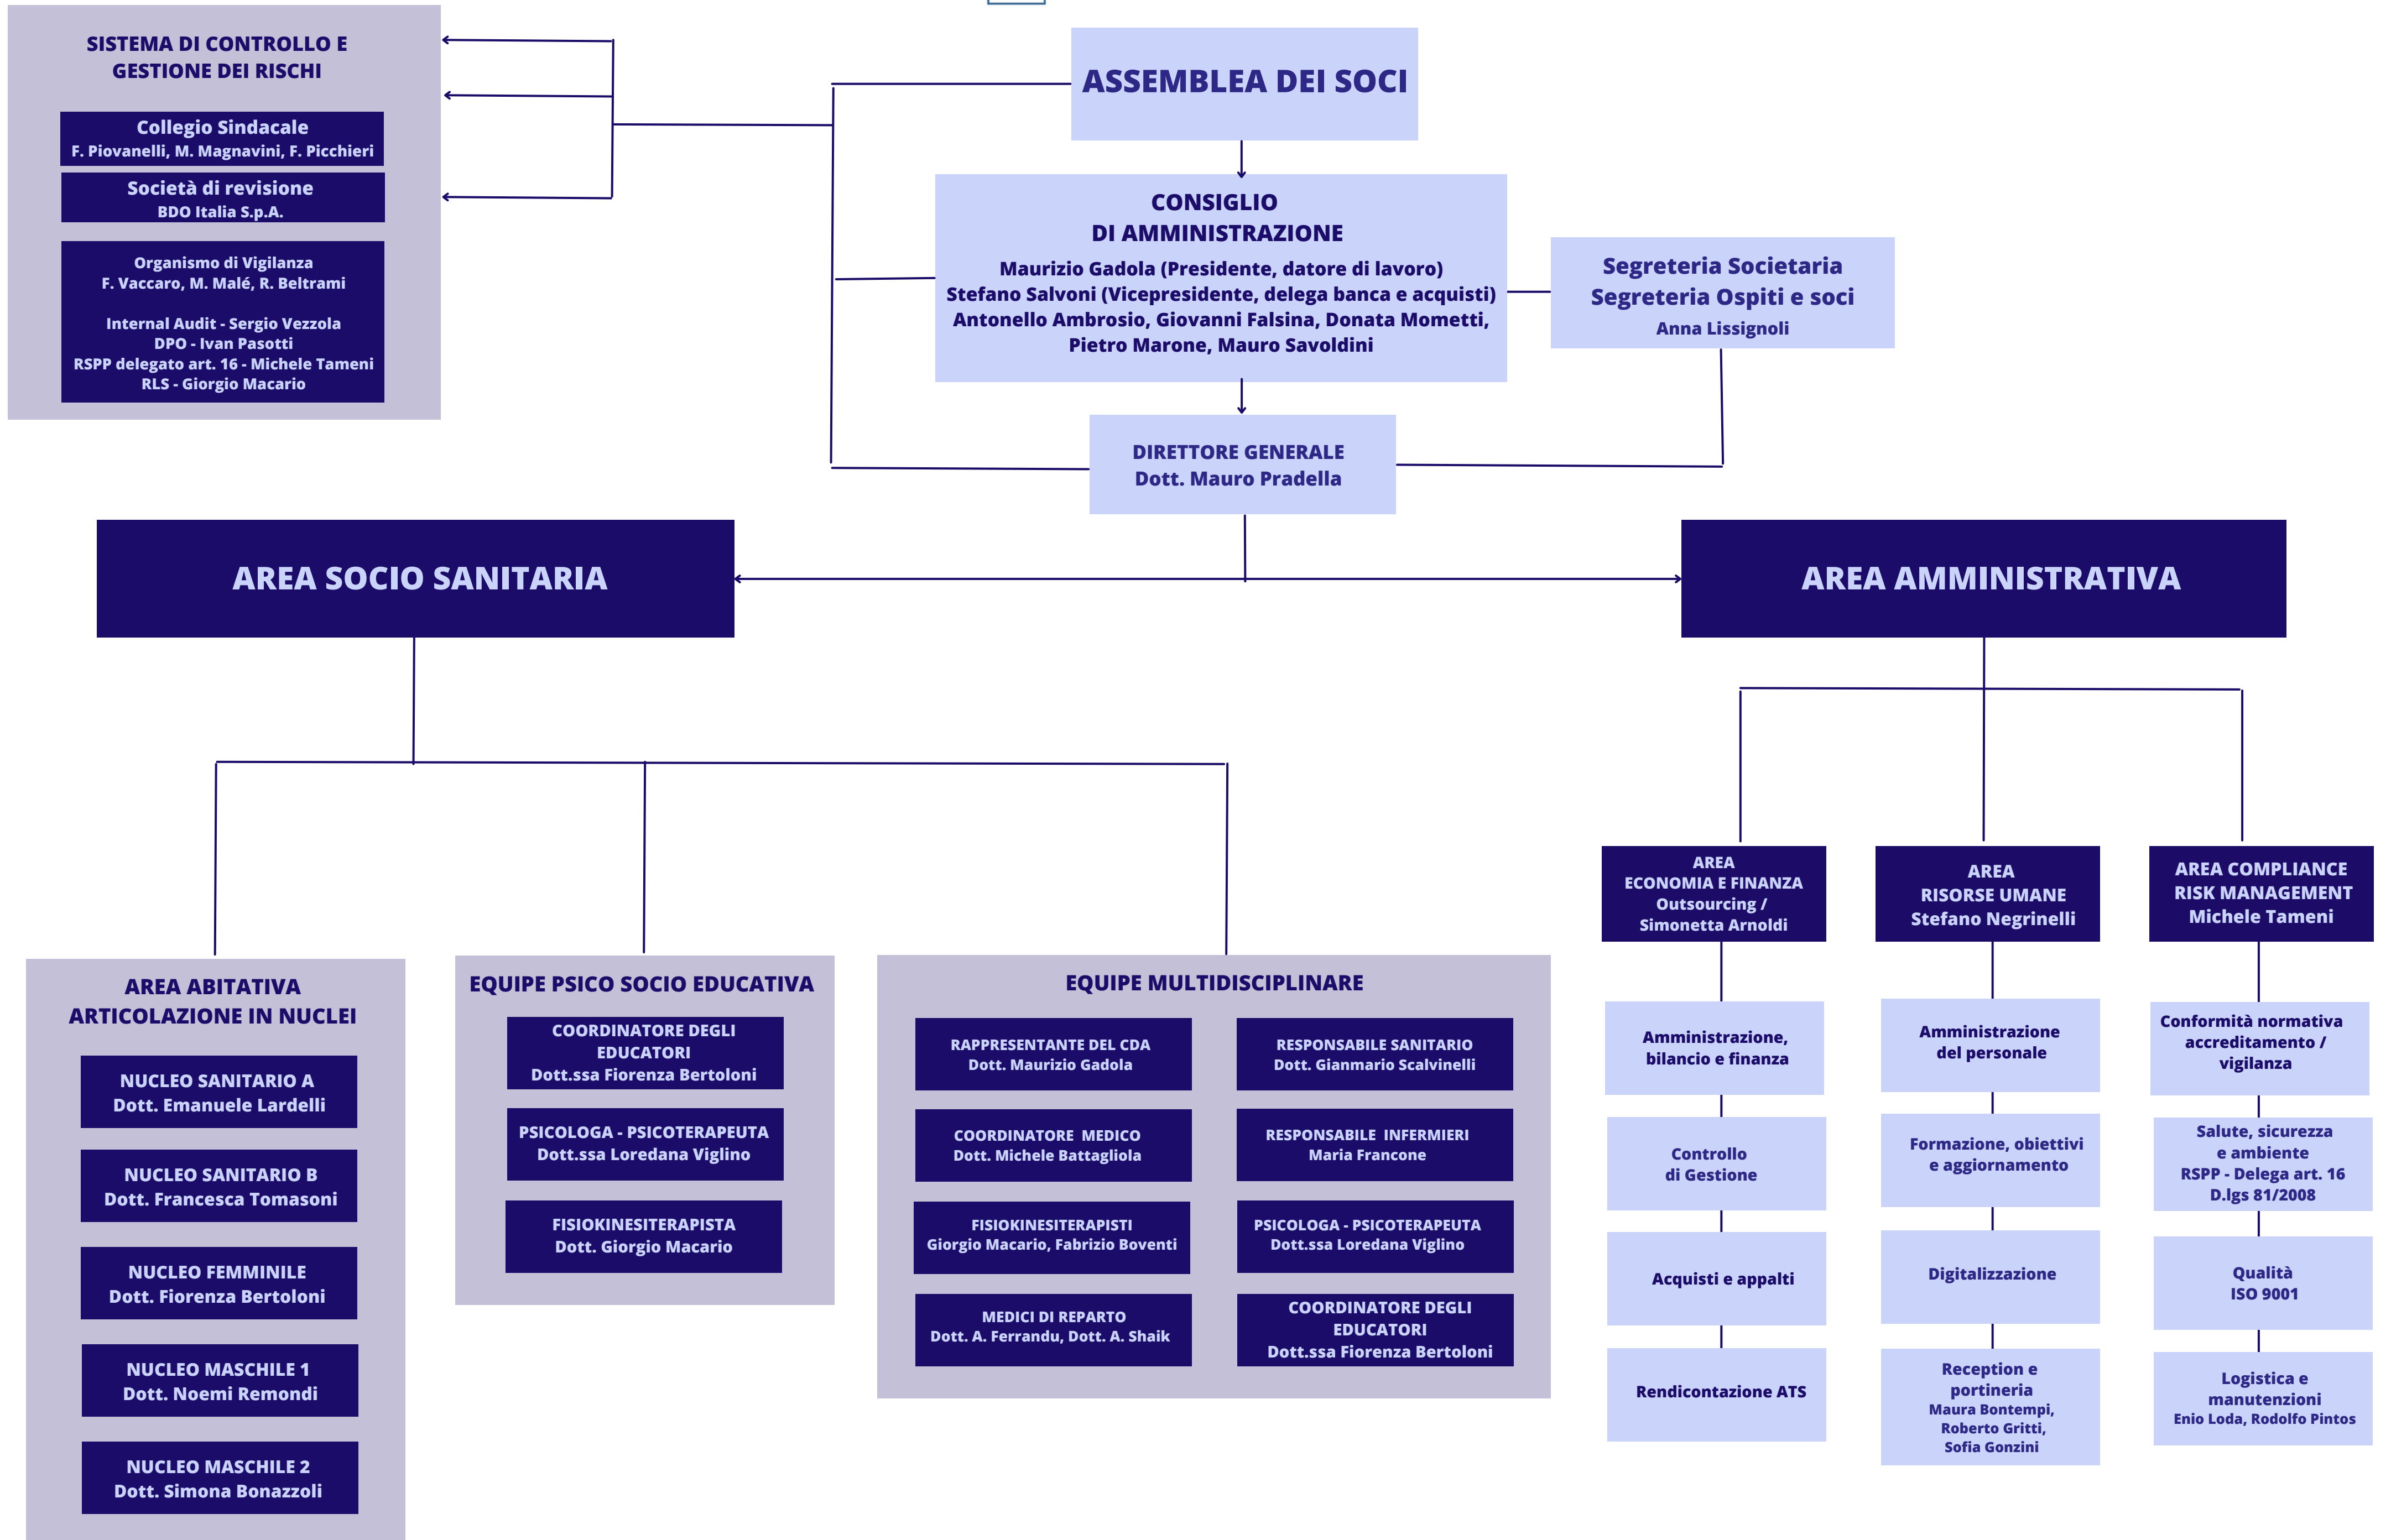 SISTEMA DI CONTROLLO E
GESTIONE DEI RISCHI
Collegio Sindacale
F. Piovanelli, M. Magnavini, F. Picchieri
Società di revisione
BDO Italia S.p.A.
Organismo di Vigilanza
F. Vaccaro, M. Malé, R. Beltrami
Internal Audit - Sergio Vezzola
DPO - Ivan Pasotti
RSPP delegato art. 16 - Michele Tameni
RLS - Giorgio Macario
ASSEMBLEA DEI SOCI
CONSIGLIO
DI AMMINISTRAZIONE
Maurizio Gadola (Presidente, datore di lavoro)
Stefano Salvoni (Vicepresidente, delega banca e acquisti)
Antonello Ambrosio, Giovanni Falsina, Donata Mometti,
Pietro Marone, Mauro Savoldini
Segreteria Societaria
Segreteria Ospiti e soci
Anna Lissignoli
DIRETTORE GENERALE
Dott. Mauro Pradella
AREA SOCIO SANITARIA
AREA AMMINISTRATIVA
AREA ABITATIVA
ARTICOLAZIONE IN NUCLEI
NUCLEO SANITARIO A
Dott. Emanuele Lardelli
NUCLEO SANITARIO B
Dott. Francesca Tomasoni
NUCLEO FEMMINILE
Dott. Fiorenza Bertoloni
NUCLEO MASCHILE 1
Dott. Noemi Remondi
NUCLEO MASCHILE 2
Dott. Simona Bonazzoli
EQUIPE PSICO SOCIO EDUCATIVA
COORDINATORE DEGLI
EDUCATORI
Dott.ssa Fiorenza Bertoloni
PSICOLOGA - PSICOTERAPEUTA
Dott.ssa Loredana Viglino
FISIOKINESITERAPISTA
Dott. Giorgio Macario
EQUIPE MULTIDISCIPLINARE
RAPPRESENTANTE DEL CDA
Dott. Maurizio Gadola
RESPONSABILE SANITARIO
Dott. Gianmario Scalvinelli
COORDINATORE MEDICO
Dott. Michele Battagliola
RESPONSABILE INFERMIERI
Maria Francone
FISIOKINESITERAPISTI
Giorgio Macario, Fabrizio Boventi
PSICOLOGA - PSICOTERAPEUTA
Dott.ssa Loredana Viglino
MEDICI DI REPARTO
Dott. A. Ferrandu, Dott. A. Shaik
COORDINATORE DEGLI
EDUCATORI
Dott.ssa Fiorenza Bertoloni
AREA
ECONOMIA E FINANZA
Outsourcing /
Simonetta Arnoldi
Amministrazione,
bilancio e finanza
Controllo
di Gestione
Acquisti e appalti
Rendicontazione ATS
AREA
RISORSE UMANE
Stefano Negrinelli
Amministrazione
del personale
Formazione, obiettivi
e aggiornamento
Digitalizzazione
Reception e
portineria
Maura Bontempi,
Roberto Gritti,
Sofia Gonzini
AREA COMPLIANCE
RISK MANAGEMENT
Michele Tameni
Conformità normativa
accreditamento /
vigilanza
Salute, sicurezza
e ambiente
RSPP - Delega art. 16
D.lgs 81/2008
Qualità
ISO 9001
Logistica e
manutenzioni
Enio Loda, Rodolfo Pintos